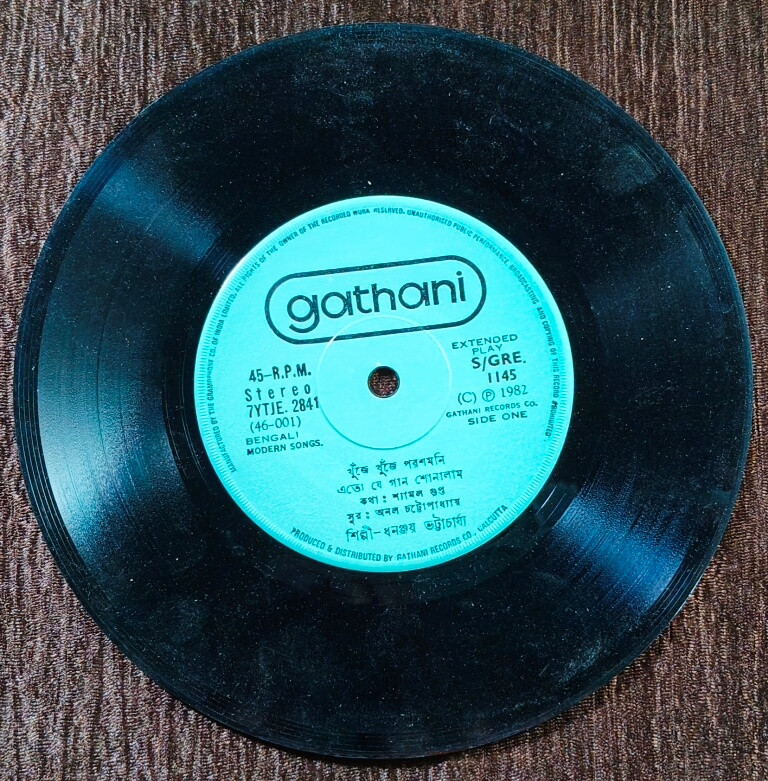 MANUFACTURED BY THE GRAMOPHONE CO. OF INDIA LIMITED. ALL RIGHTS OF THE OWNER OF THE RECORDED WORK RESERVED. UNAUTHORISED PUBLIC PERFORMANCE, BROADCASTING AND COPYING OF THIS RECORD PROHIBITED.
gathani
45-R.P.M.
Stereo
7YTJE. 2841
(46-001)
BENGALI
MODERN SONGS.
EXTENDED
PLAY
S/GRE.
1145
(C) Ⓟ 1982
GATHANI RECORDS Co.
SIDE ONE
খুঁজে খুঁজে পরশমনি
এতো যে গান শোনালাম
কথা : শ্যামল গুপ্ত
সুর : অনল চট্টোপাধ্যায়
শিল্পী-ধনঞ্জয় ভট্টাচার্য্য
PRODUCED & DISTRIBUTED BY GATHANI RECORDS CO., CALCUTTA